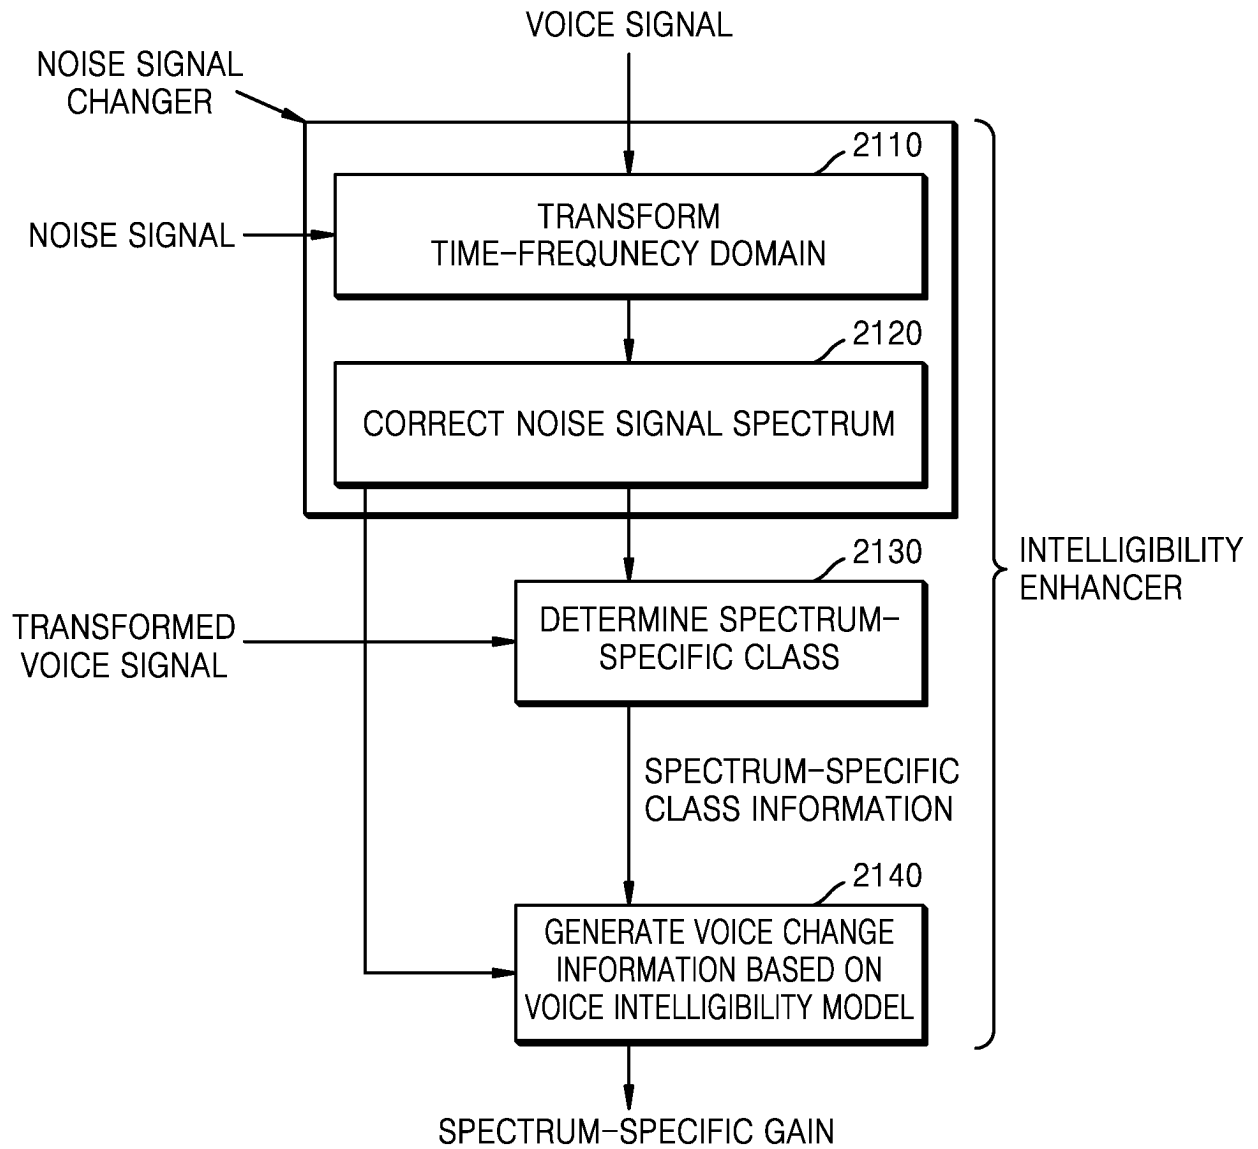 VOICE SIGNAL
NOISE SIGNAL
CHANGER
2110
NOISE SIGNAL
TRANSFORM
TIME-FREQUNECY DOMAIN
2120
CORRECT NOISE SIGNAL SPECTRUM
INTELLIGIBILITY
ENHANCER
2130
TRANSFORMED
VOICE SIGNAL
DETERMINE SPECTRUM-
SPECIFIC CLASS
SPECTRUM-SPECIFIC
CLASS INFORMATION
2140
GENERATE VOICE CHANGE
INFORMATION BASED ON
VOICE INTELLIGIBILITY MODEL
SPECTRUM-SPECIFIC GAIN